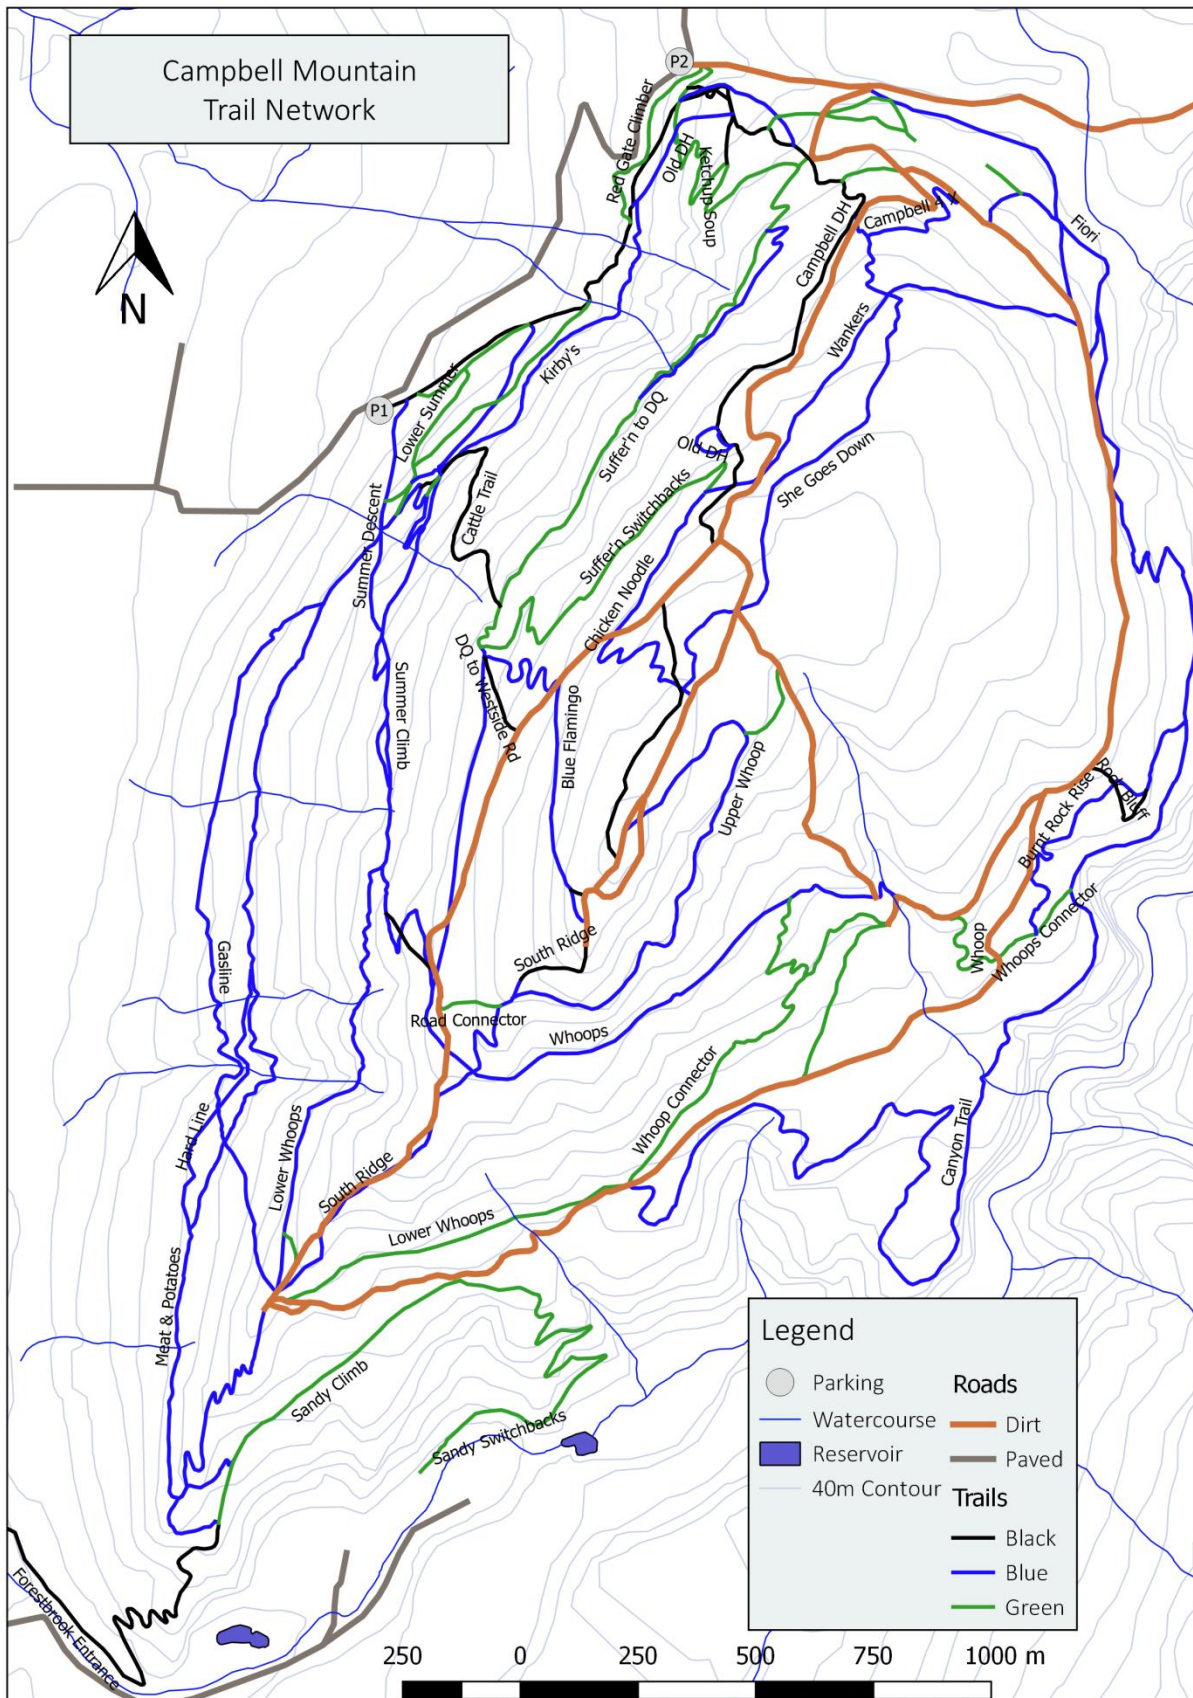 Campbell Mountain
Trail Network
P2
Red Gate Climber
Old DH
Ketchup Soup
Campbell DH
Campbell 4 X
Fiori
N
Kirby's
Wankers
P1
Lower Summer
Suffer'n to DQ
Old DH
She Goes Down
Cattle Trail
Suffer'n Switchbacks
Summer Descent
Chicken Noodle
DQ to Westside Rd
Summer Climb
Blue Flamingo
Upper Whoop
Rock Bluff
Burnt Rock Rise
Gasline
South Ridge
Whoop
Whoops Connector
Road Connector
Whoops
Whoop Connector
Hard Line
Lower Whoops
South Ridge
Canyon Trail
Lower Whoops
Meat & Potatoes
Sandy Climb
Sandy Switchbacks
Forestbrook Entrance
Legend
Parking
Watercourse
Reservoir
40m Contour
Roads
Dirt
Paved
Trails
Black
Blue
Green
250 0 250 500 750 1000 m